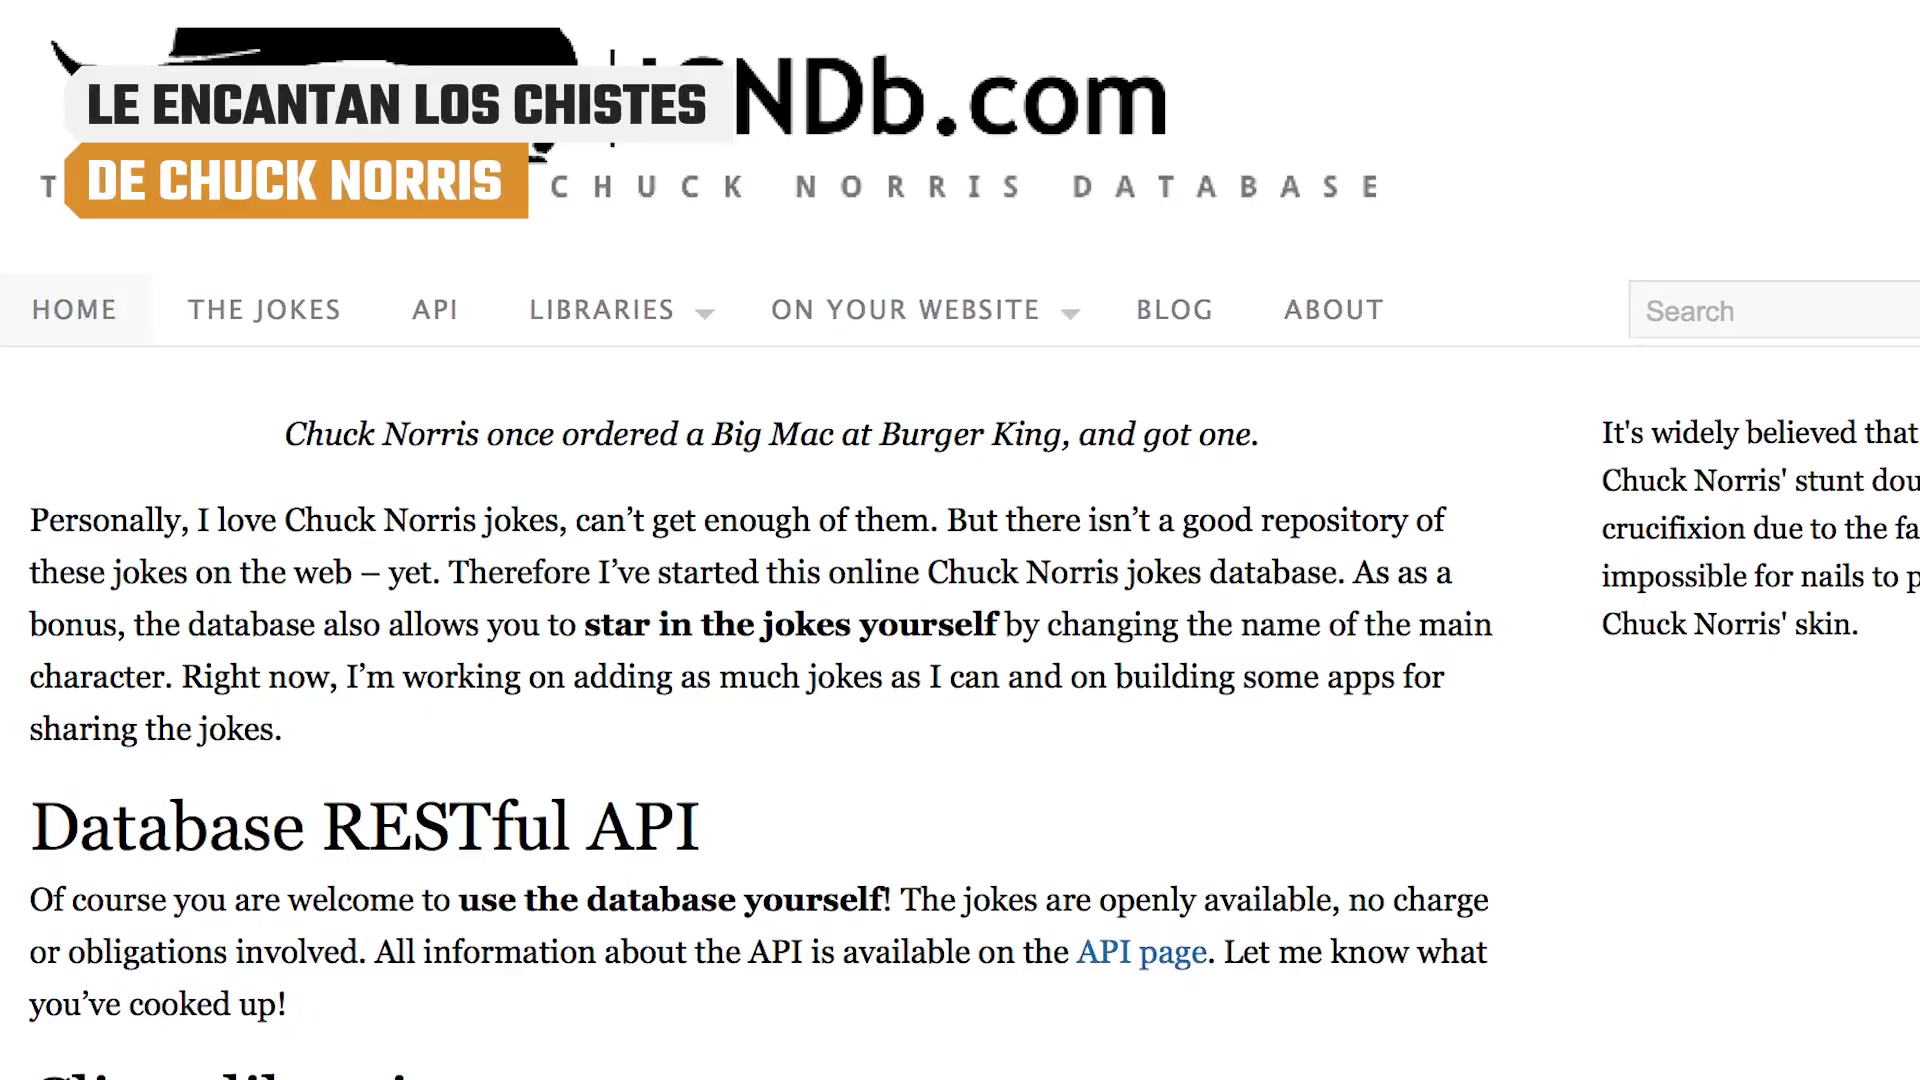 LE ENCANTAN LOS CHISTES
DE CHUCK NORRIS
NDb.com
CHUCK NORRIS DATABASE
HOME THE JOKES API LIBRARIES ON YOUR WEBSITE BLOG ABOUT Search
Chuck Norris once ordered a Big Mac at Burger King, and got one.
Personally, I love Chuck Norris jokes, can’t get enough of them. But there isn’t a good repository of
these jokes on the web – yet. Therefore I’ve started this online Chuck Norris jokes database. As as a
bonus, the database also allows you to star in the jokes yourself by changing the name of the main
character. Right now, I’m working on adding as much jokes as I can and on building some apps for
sharing the jokes.
Database RESTful API
Of course you are welcome to use the database yourself! The jokes are openly available, no charge
or obligations involved. All information about the API is available on the API page. Let me know what
you’ve cooked up!
It's widely believed that
Chuck Norris' stunt
crucifixion due to the
impossible for nails to
Chuck Norris' skin.